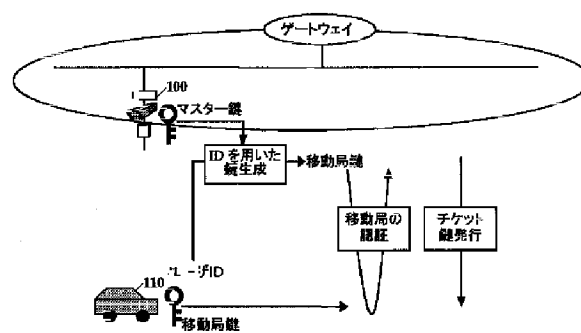 ゲートウェイ
100
マスター鍵
IDを用いた
鍵生成
移動局鍵
移動局の
認証
チケット
鍵発行
110
ID
移動局鍵